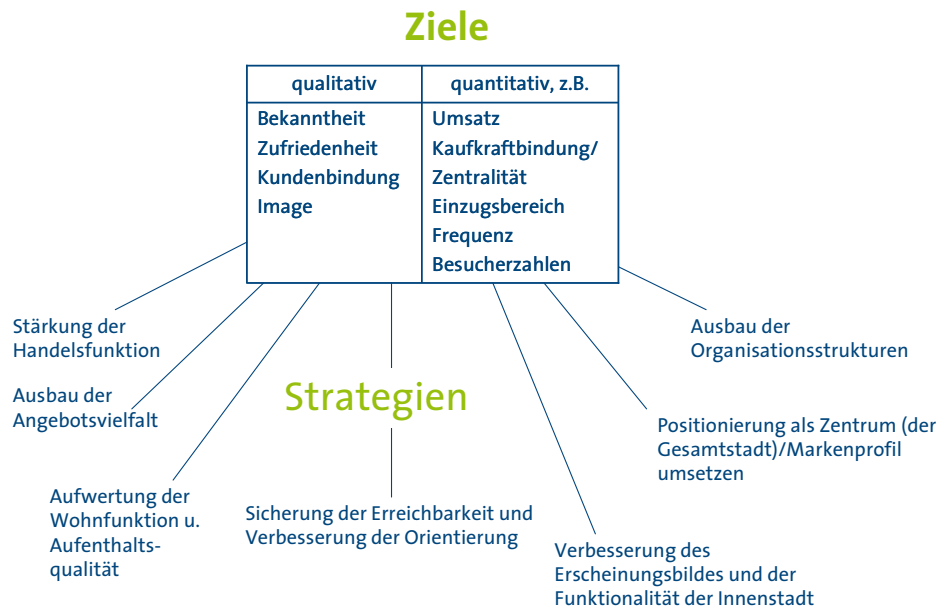 Ziele
qualitativ
quantitativ, z.B.
Bekanntheit
Zufriedenheit
Kundenbindung
Image
Umsatz
Kaufkraftbindung/
Zentralität
Einzugsbereich
Frequenz
Besucherzahlen
Strategien
Stärkung der
Handelsfunktion
Ausbau der
Angebotsvielfalt
Aufwertung der
Wohnfunktion u.
Aufenthalts-
qualität
Sicherung der Erreichbarkeit und
Verbesserung der Orientierung
Verbesserung des
Erscheinungsbildes und der
Funktionalität der Innenstadt
Positionierung als Zentrum (der
Gesamtstadt)/Markenprofil
umsetzen
Ausbau der
Organisationsstrukturen